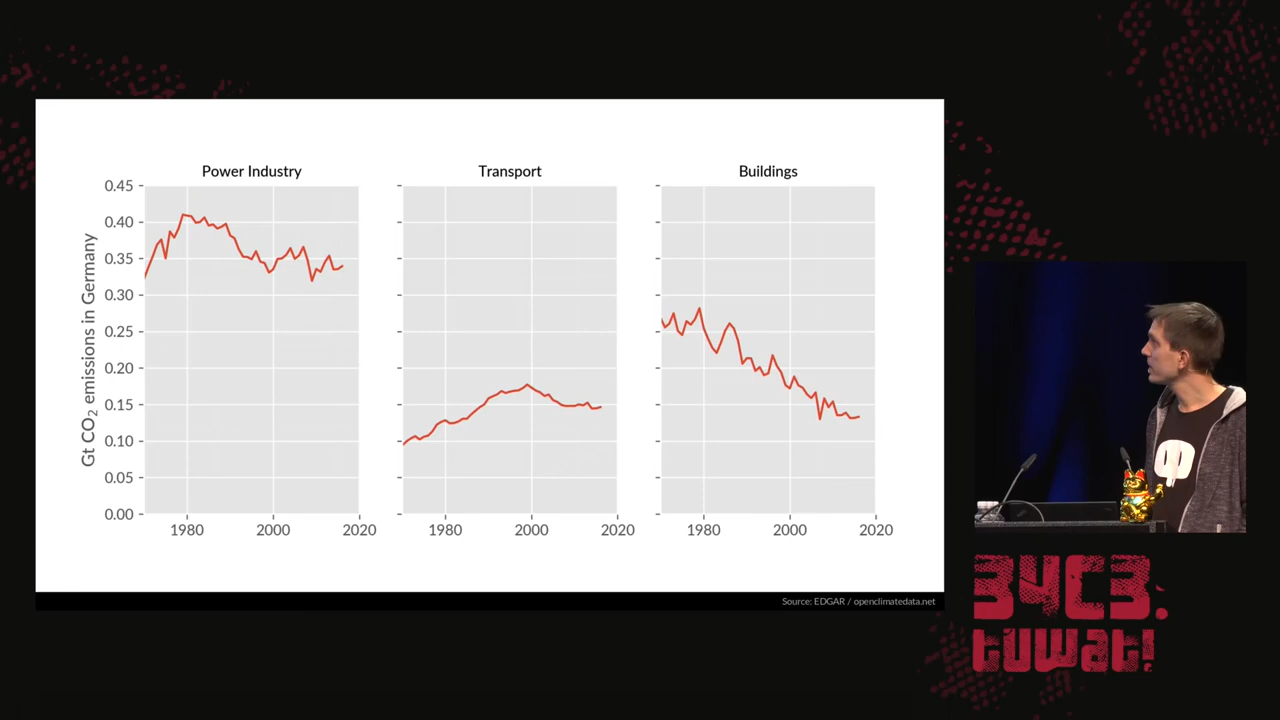 Power Industry
Transport
Buildings
Gt CO₂ emissions in Germany
0.45
0.40
0.35
0.30
0.25
0.20
0.15
0.10
0.05
0.00
1980 2000 2020
1980 2000 2020
1980 2000 2020
Source: EDGAR / openclimatedata.net
34C3.
tuwat!